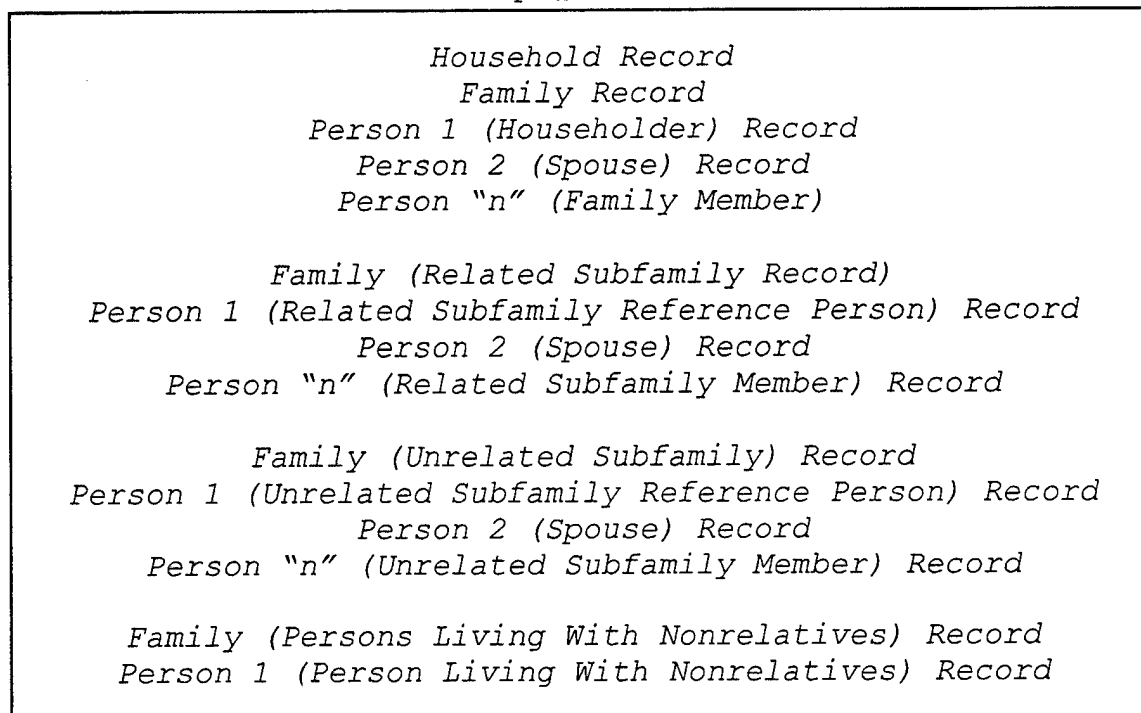 Household Record
Family Record
Person 1 (Householder) Record
Person 2 (Spouse) Record
Person "n" (Family Member)
Family (Related Subfamily Record)
Person 1 (Related Subfamily Reference Person) Record
Person 2 (Spouse) Record
Person "n" (Related Subfamily Member) Record
Family (Unrelated Subfamily) Record
Person 1 (Unrelated Subfamily Reference Person) Record
Person 2 (Spouse) Record
Person "n" (Unrelated Subfamily Member) Record
Family (Persons Living With Nonrelatives) Record
Person 1 (Person Living With Nonrelatives) Record